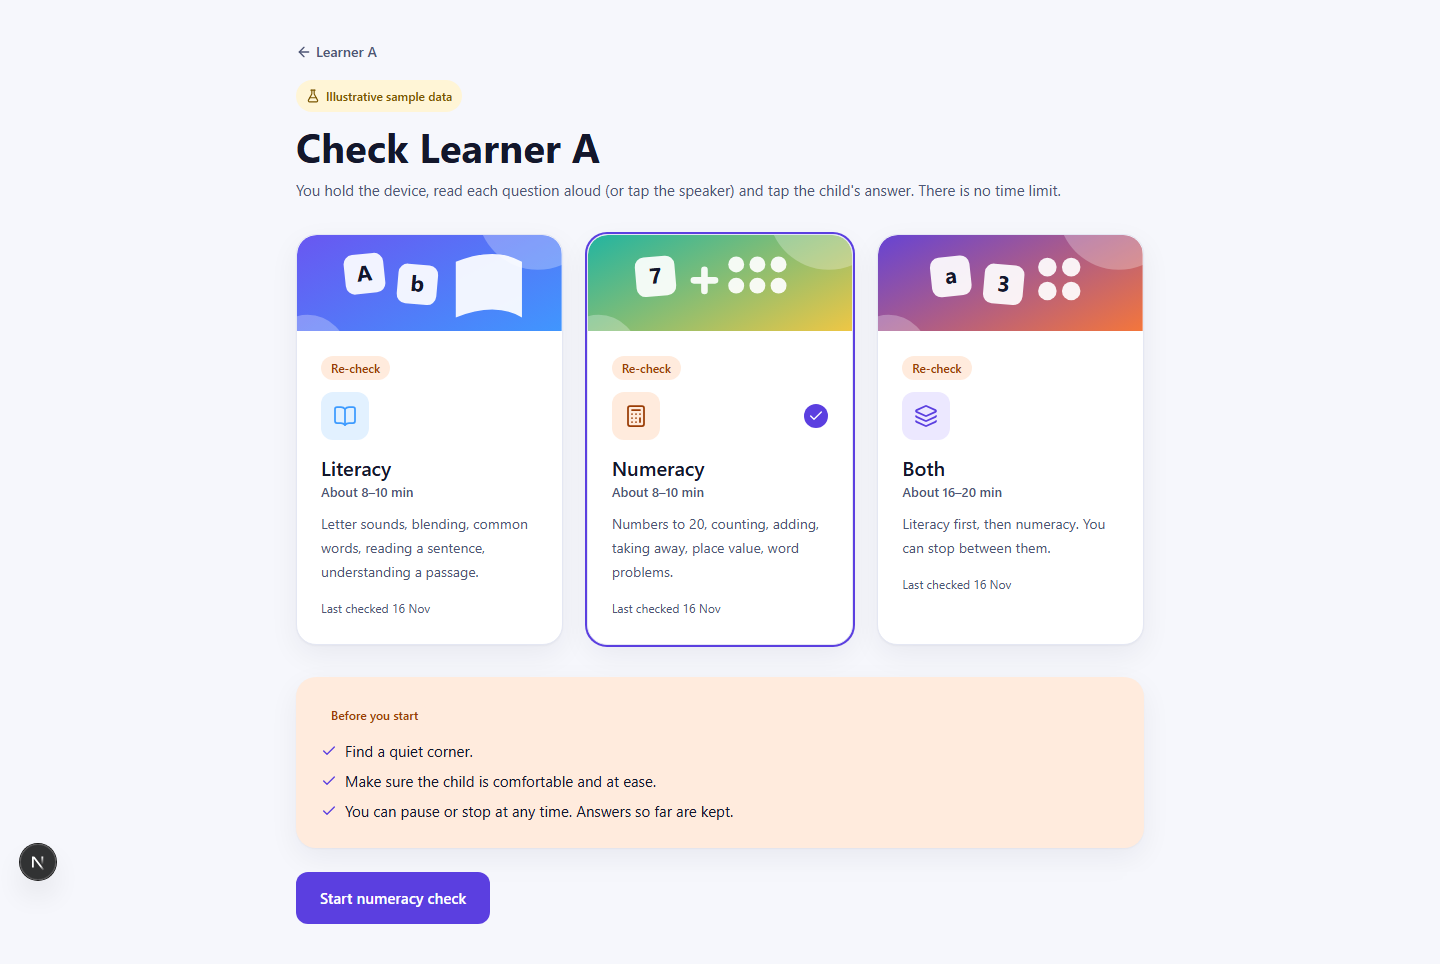 Learner A
Illustrative sample data
Check Learner A
You hold the device, read each question aloud (or tap the speaker) and tap the child's answer. There is no time limit.
A
b
Re-check
Literacy
About 8–10 min
Letter sounds, blending, common
words, reading a sentence,
understanding a passage.
Last checked 16 Nov
7 +
Re-check
Numeracy
About 8–10 min
Numbers to 20, counting, adding,
taking away, place value, word
problems.
Last checked 16 Nov
a
3
Re-check
Both
About 16–20 min
Literacy first, then numeracy. You
can stop between them.
Last checked 16 Nov
Before you start
Find a quiet corner.
Make sure the child is comfortable and at ease.
You can pause or stop at any time. Answers so far are kept.
N
Start numeracy check